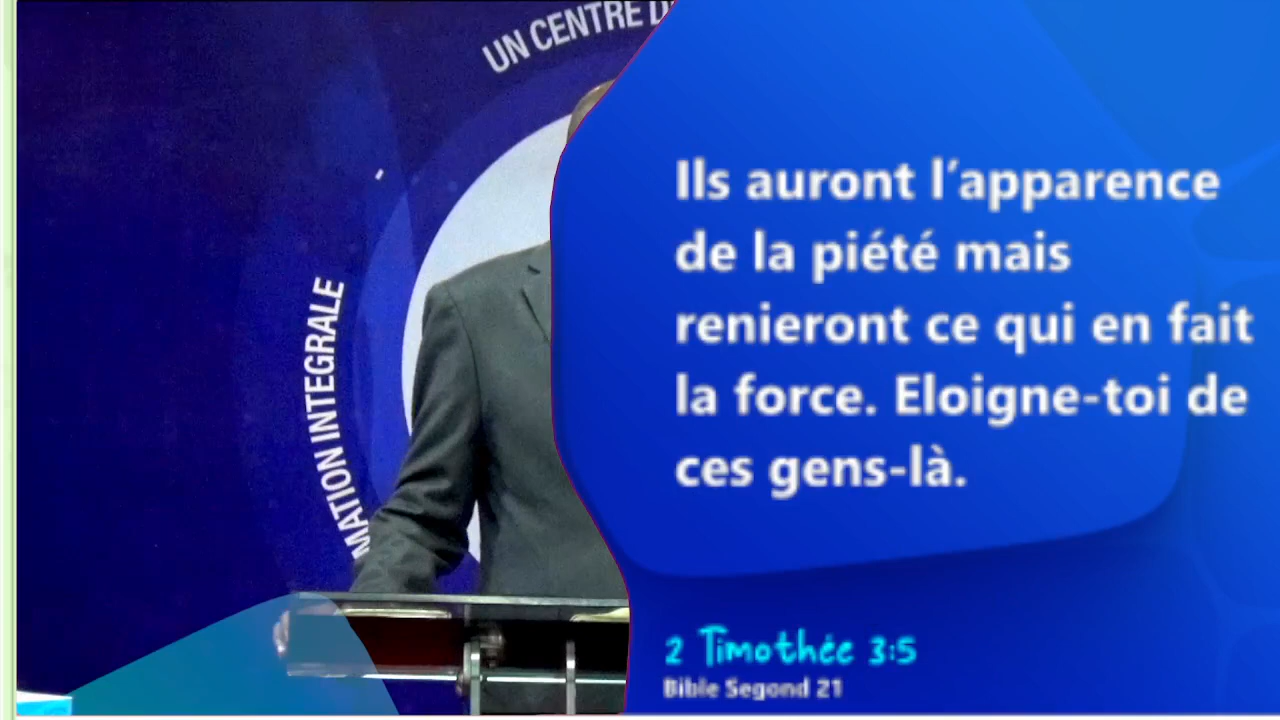 UN CENTRE D
MATION INTEGRALE
Ils auront l´apparence
de la piété mais
renieront ce qui en fait
la force. Eloigne-toi de
ces gens-là.
2 Timothée 3:5
Bible Segond 21